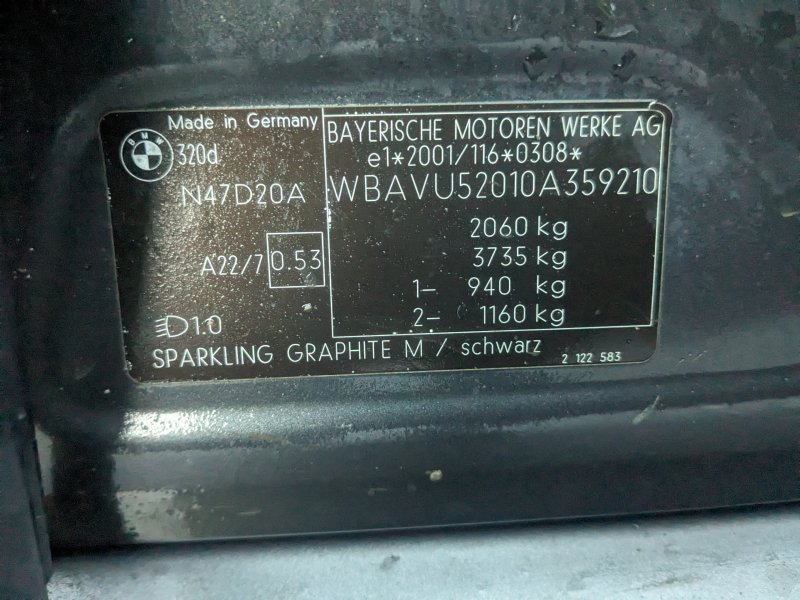 BMW
Made in Germany
320d
N47D20A
A22/7 0.53
D1.0
SPARKLING GRAPHITE M / schwarz
BAYERISCHE MOTOREN WERKE AG
e1*2001/116*0308*
WBAVU52010A359210
2060 kg
3735 kg
1- 940 kg
2- 1160 kg
2 122 583